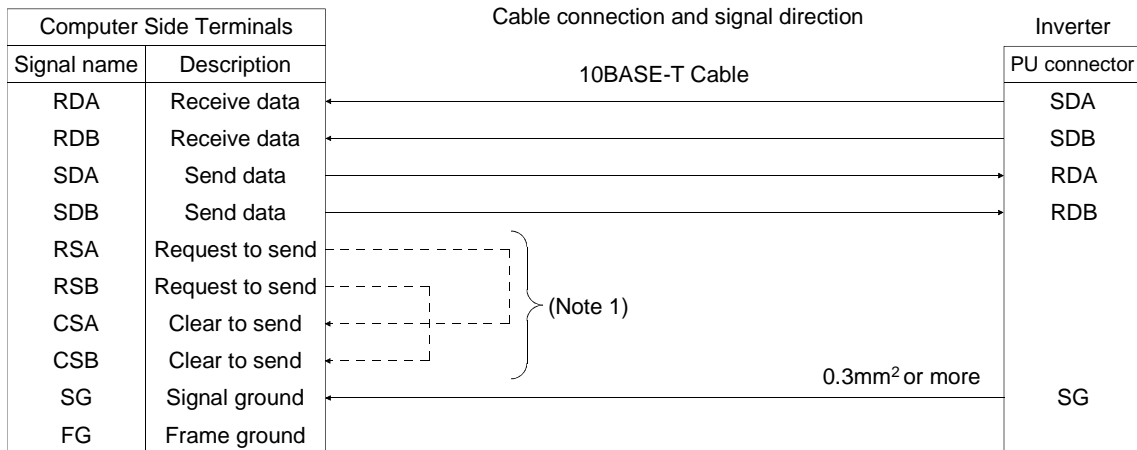 Cable connection and signal direction
Computer Side Terminals Inverter
Signal name Description 10BASE-T Cable PU connector
RDA Receive data SDA
RDB Receive data SDB
SDA Send data RDA
SDB Send data RDB
RSA Request to send
RSB Request to send
(Note 1)
CSA Clear to send
CSB Clear to send
0.3mm² or more
SG Signal ground SG
FG Frame ground